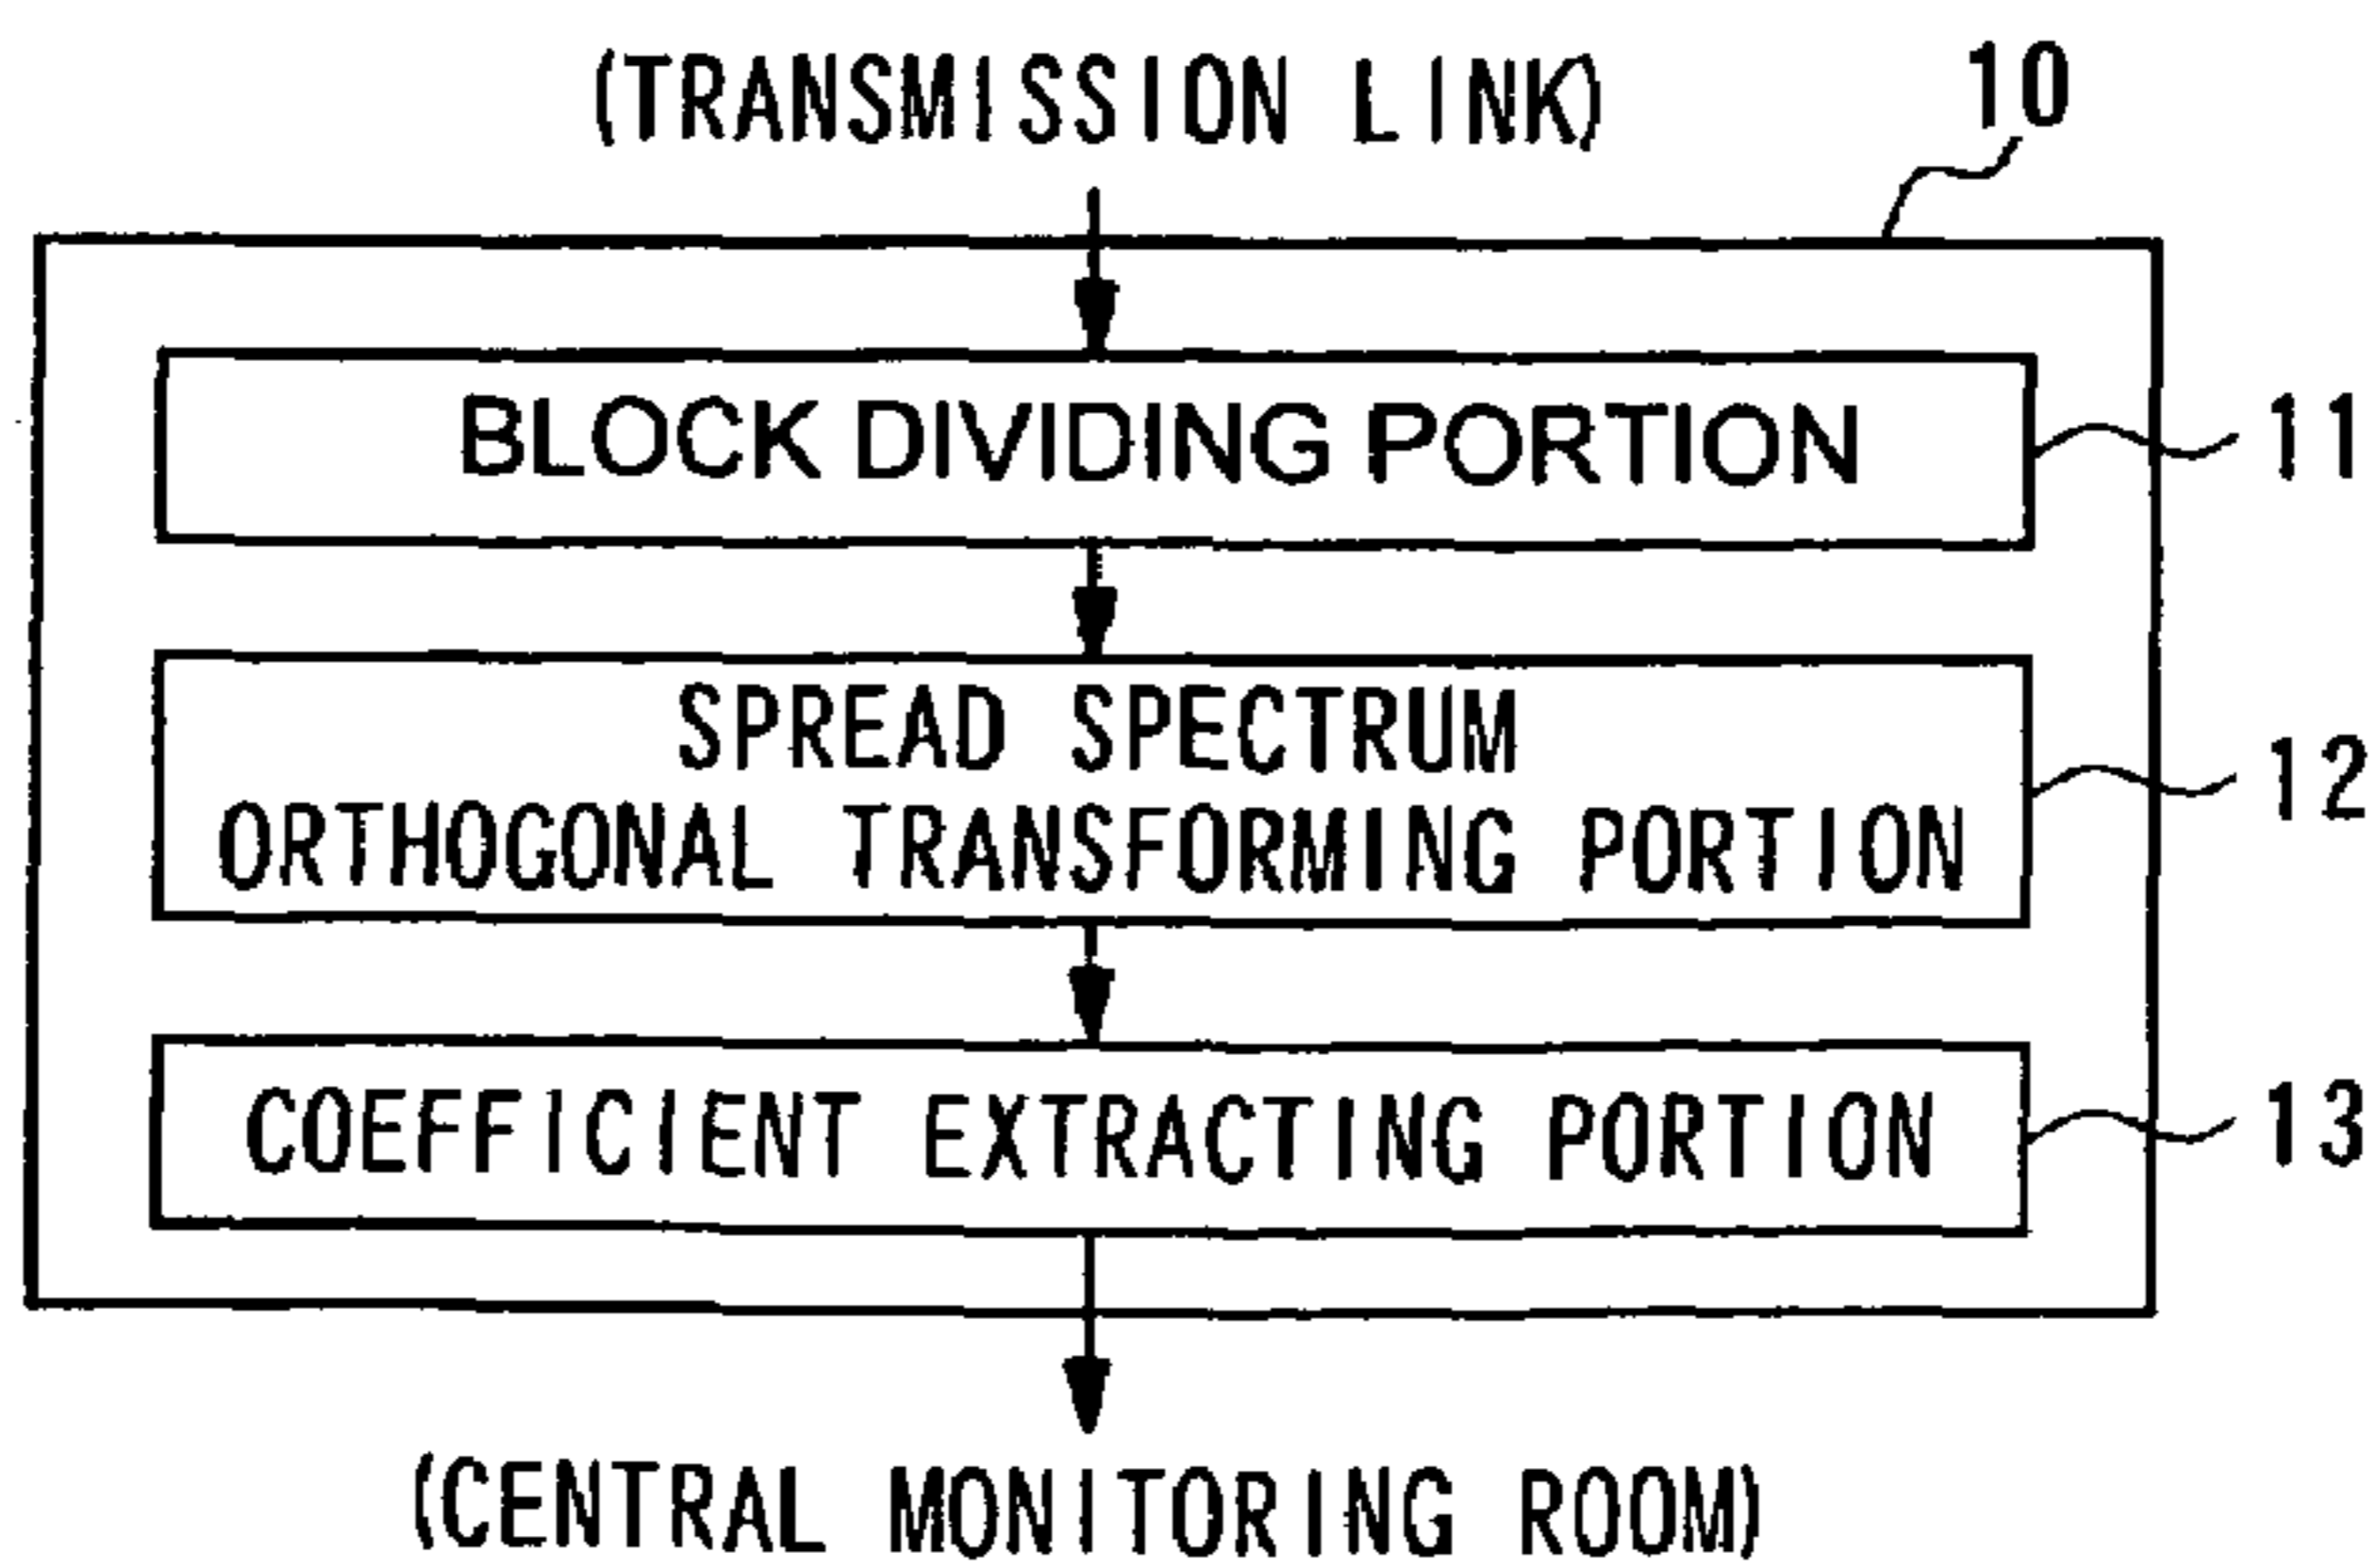 (TRANSMISSION LINK)
10
BLOCK DIVIDING PORTION
11
SPREAD SPECTRUM
ORTHOGONAL TRANSFORMING PORTION
12
COEFFICIENT EXTRACTING PORTION
13
(CENTRAL MONITORING ROOM)